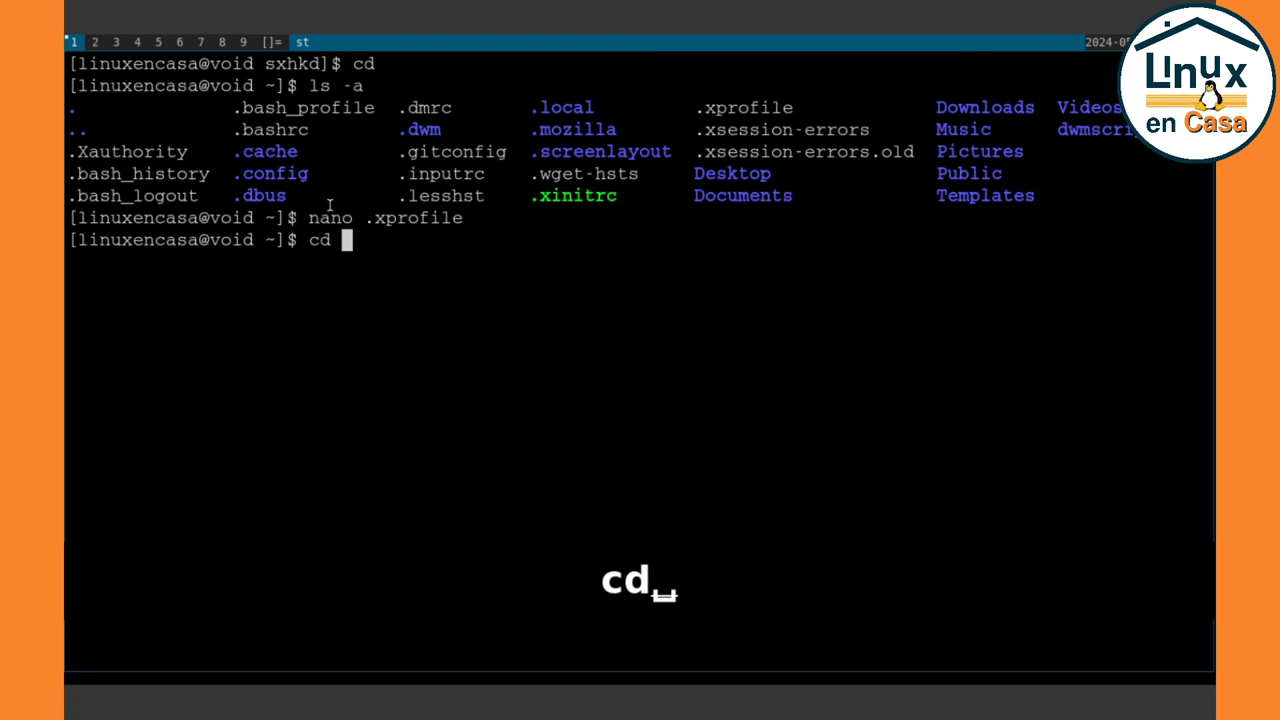 1 2 3 4 5 6 7 8 9 []= st 2024-05
[linuxencasa@void sxhkd]$ cd
[linuxencasa@void ~]$ ls -a
. .bash_profile .dmrc .local .xprofile Downloads Videos
.. .bashrc .dwm .mozilla .xsession-errors Music dwmscri
.Xauthority .cache .gitconfig .screenlayout .xsession-errors.old Pictures
.bash_history .config .inputrc .wget-hsts Desktop Public
.bash_logout .dbus .lesshst .xinitrc Documents Templates
[linuxencasa@void ~]$ nano .xprofile
[linuxencasa@void ~]$ cd
cd␣
Linux
en Casa